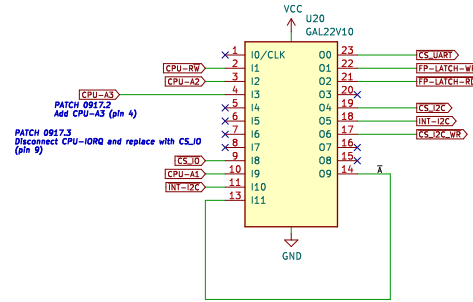 VCC
U20
GAL22V10
1 I0/CLK O0 23 CS_UART
CPU-RW 2 I1 O1 22 FP-LATCH-WR
CPU-A2 3 I2 O2 21 FP-LATCH-RD
CPU-A3 4 I3 O3 20
PATCH 0917.2
Add CPU-A3 (pin 4)
5 I4 O4 19 CS_I2C
6 I5 O5 18 INT-I2C
7 I6 O6 17 CS_I2C_WR
PATCH 0917.3
Disconnect CPU-IORQ and replace with CS_IO
(pin 9)
8 I7 O7 16
CS_IO 9 I8 O8 15
CPU-A1 10 I9 O9 14 A
INT-I2C 11 I10
13 I11
GND